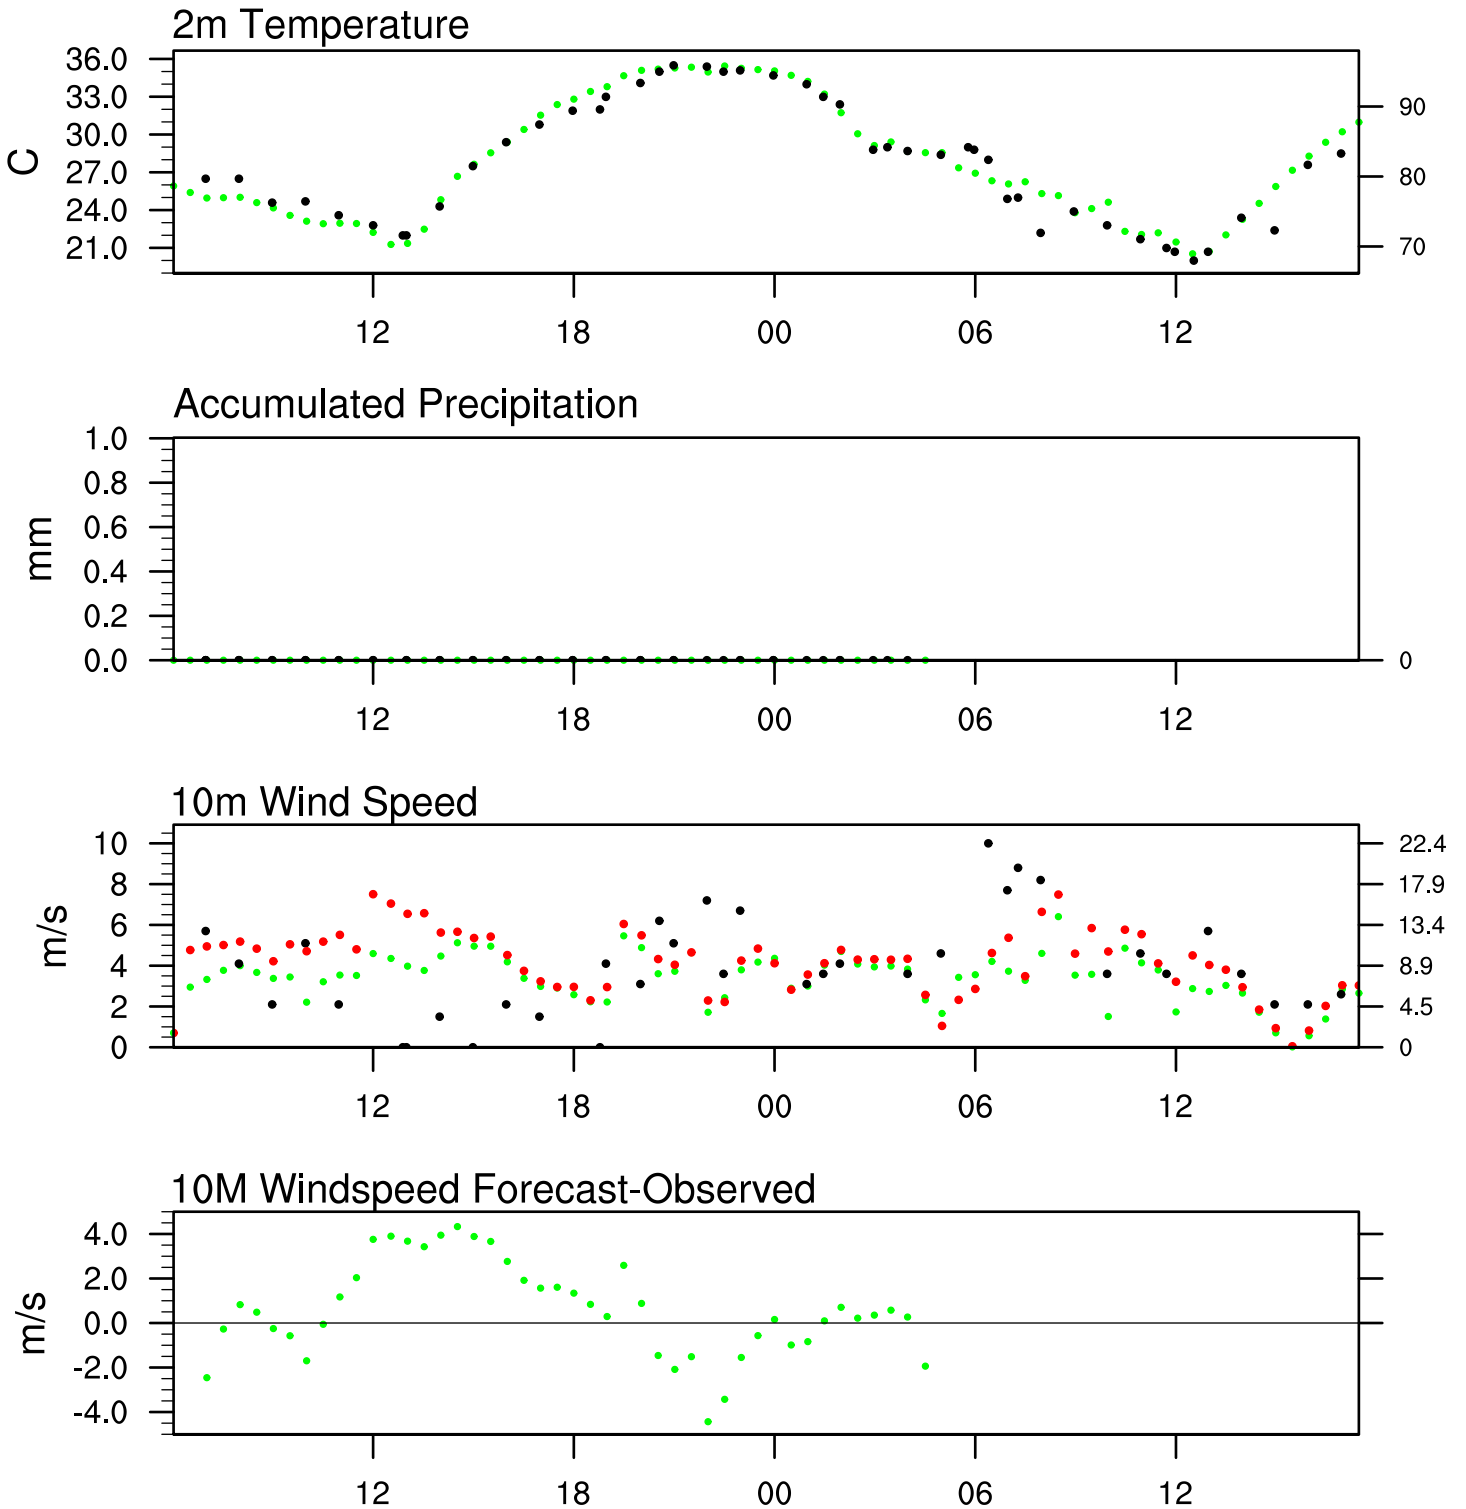 2m Temperature
36.0
33.0
30.0
27.0
24.0
21.0
C
90
80
70
12 18 00 06 12
Accumulated Precipitation
1.0
0.8
0.6
0.4
0.2
0.0
mm
0
12 18 00 06 12
10m Wind Speed
10
8
6
4
2
0
m/s
22.4
17.9
13.4
8.9
4.5
0
12 18 00 06 12
10M Windspeed Forecast-Observed
4.0
2.0
0.0
-2.0
-4.0
m/s
12 18 00 06 12